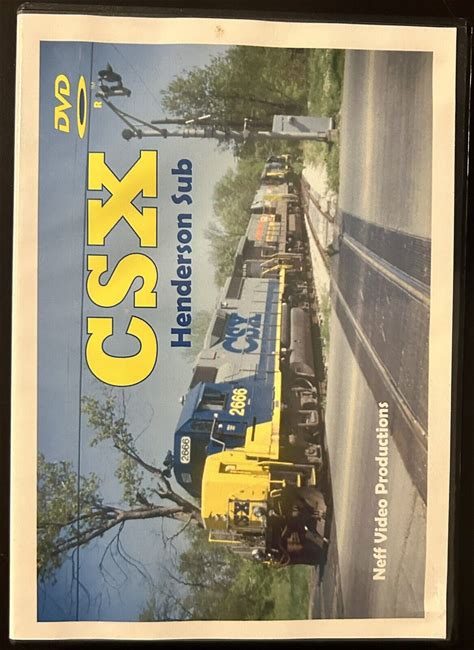 DVD
R
CSX
Henderson Sub
2666
2666
CSX
Neff Video Productions